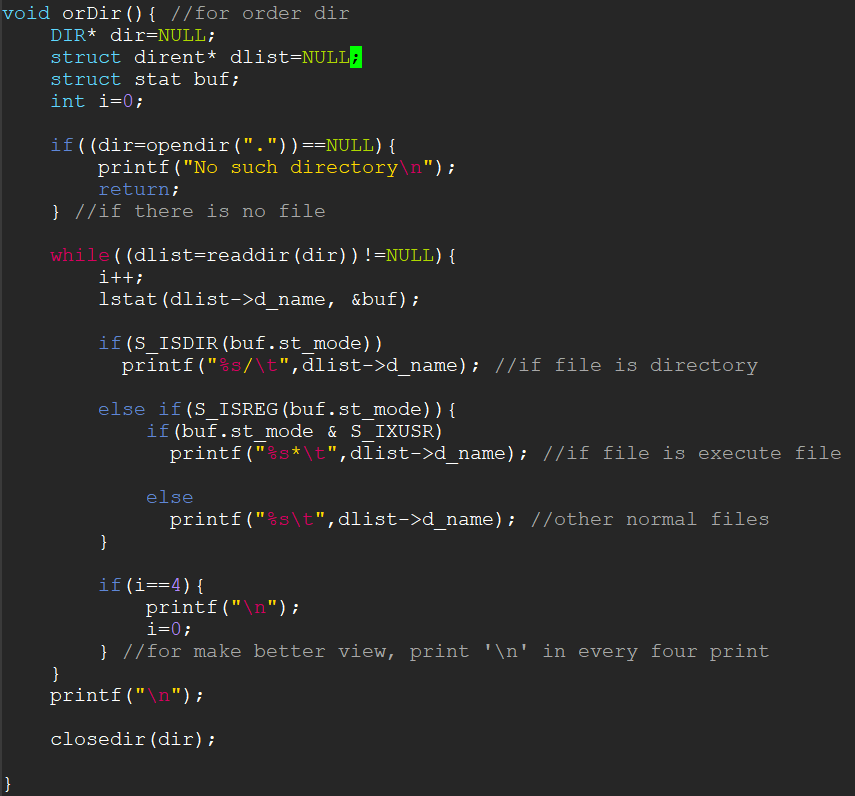 void orDir(){ //for order dir
    DIR* dir=NULL;
    struct dirent* dlist=NULL;
    struct stat buf;
    int i=0;

    if((dir=opendir("."))==NULL){
        printf("No such directory\n");
        return;
    } //if there is no file

    while((dlist=readdir(dir))!=NULL){
        i++;
        lstat(dlist->d_name, &buf);

        if(S_ISDIR(buf.st_mode))
          printf("%s/\t",dlist->d_name); //if file is directory

        else if(S_ISREG(buf.st_mode)){
            if(buf.st_mode & S_IXUSR)
              printf("%s*\t",dlist->d_name); //if file is execute file

            else
              printf("%s\t",dlist->d_name); //other normal files
        }

        if(i==4){
            printf("\n");
            i=0;
        } //for make better view, print '\n' in every four print
    }
    printf("\n");

    closedir(dir);

}